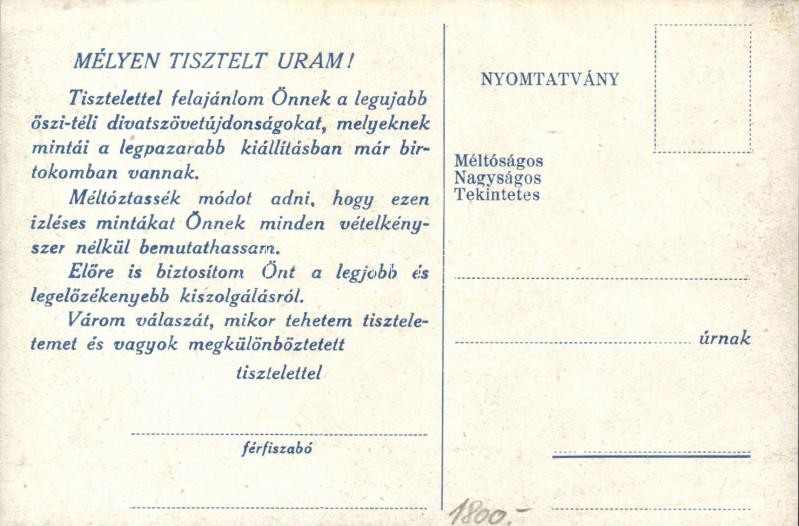 MÉLYEN TISZTELT URAM!
Tisztelettel felajánlom Önnek a legujabb
őszi-téli divatszövetújdonságokat, melyeknek
mintái a legpazarabb kiállításban már bir-
tokomban vannak.
Méltóztassék módot adni, hogy ezen
izléses mintákat Önnek minden vételkény-
szer nélkül bemutathassam.
Előre is biztositom Önt a legjobb és
legelőzékenyebb kiszolgálásról.
Várom válaszát, mikor tehetem tisztele-
temet és vagyok megkülönböztetett
tisztelettel
férfiszabó
NYOMTATVÁNY
Méltóságos
Nagyságos
Tekintetes
úrnak
1800.-